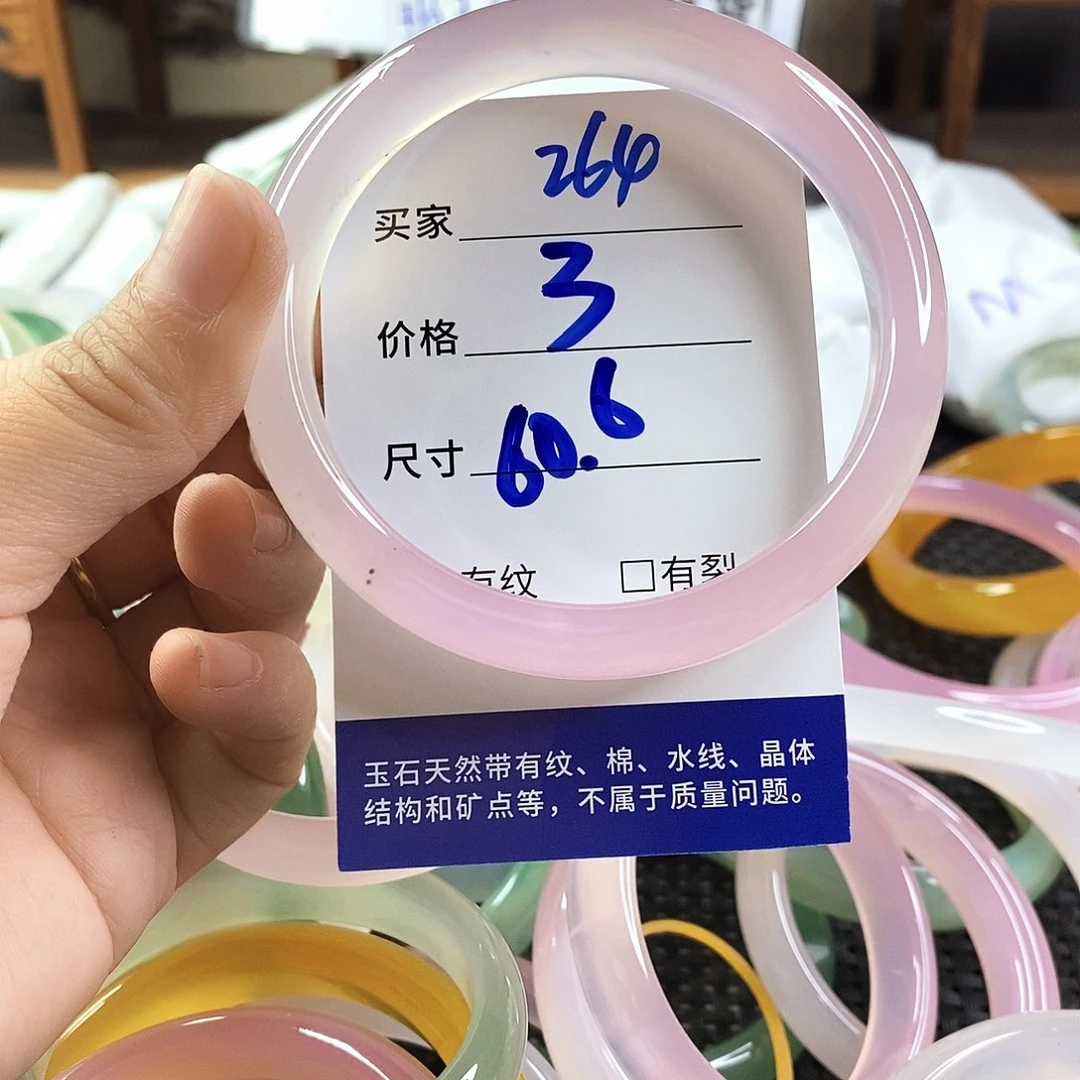 264
买家
3
价格
60.6
尺寸
有纹 □有裂
玉石天然带有纹、棉、水线、晶体
结构和矿点等，不属于质量问题。
M